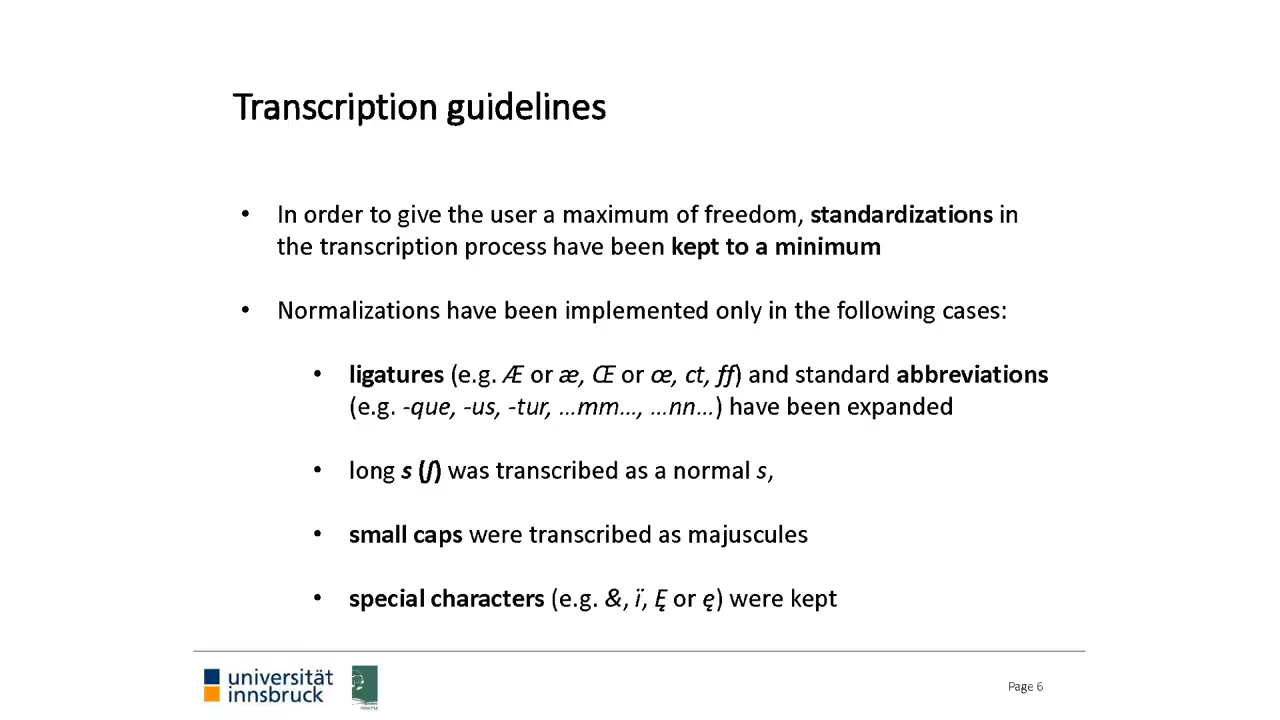 Transcription guidelines
• In order to give the user a maximum of freedom, standardizations in
the transcription process have been kept to a minimum
• Normalizations have been implemented only in the following cases:
• ligatures (e.g. Æ or æ, Œ or œ, ct, ff) and standard abbreviations
(e.g. -que, -us, -tur, …mm…, …nn…) have been expanded
• long s (ʃ) was transcribed as a normal s,
• small caps were transcribed as majuscules
• special characters (e.g. &, ï, Ę or ę) were kept
universität
innsbruck
Page 6